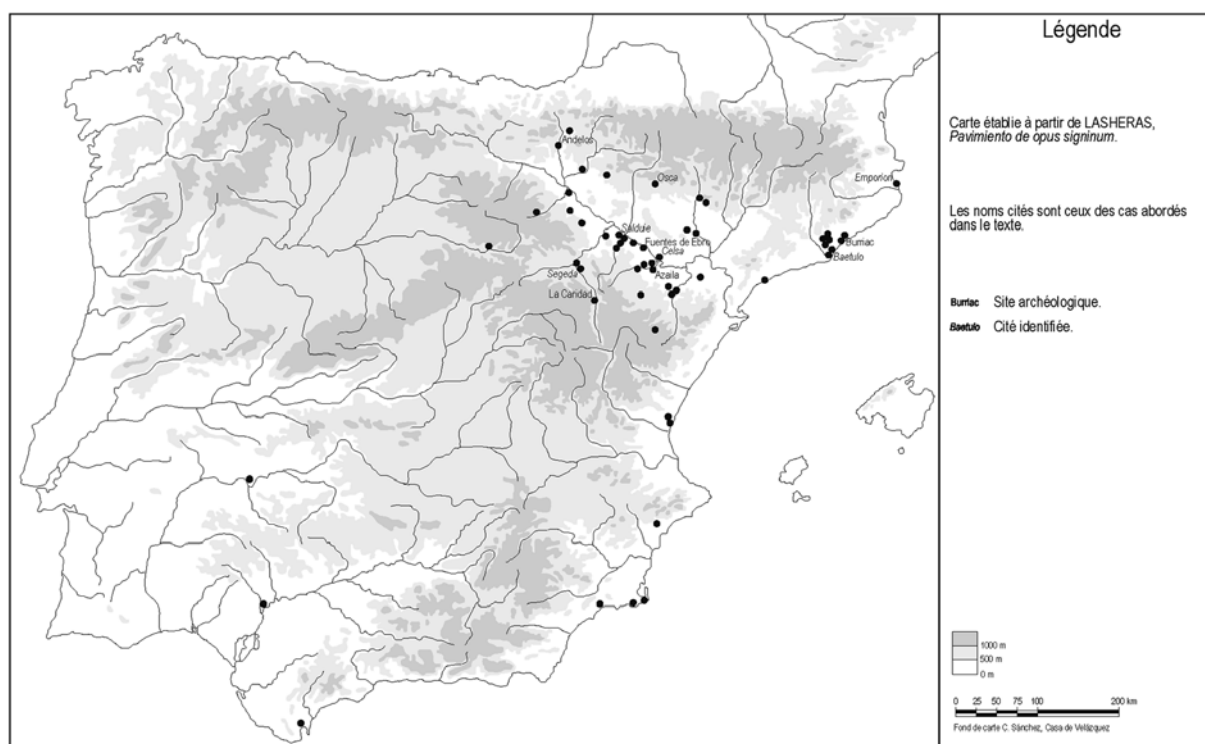 Légende
Carte établie à partir de LASHERAS,
Pavimiento de opus signinum.
Les noms cités sont ceux des cas abordés
dans le texte.
Burriac Site archéologique.
Baetulo Cité identifiée.
Andelos
Osca
Emporion
Salduie
Fuentes de Ebro
Celsa
Burriac
Baetulo
Segeda
Azaila
La Caridad
1000 m
500 m
0 m
0 25 50 75 100 200 km
Fond de carte C. Sánchez, Casa de Velázquez